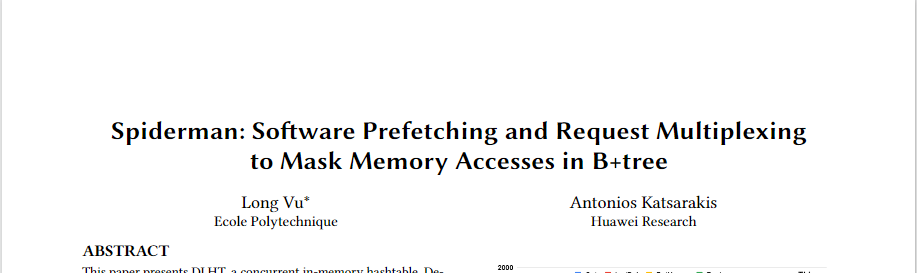 Spiderman: Software Prefetching and Request Multiplexing
to Mask Memory Accesses in B+tree
Long Vu*
Ecole Polytechnique
Antonios Katsarakis
Huawei Research
ABSTRACT
This paper presents DLHT, a concurrent in-memory hashtable. De-
2000